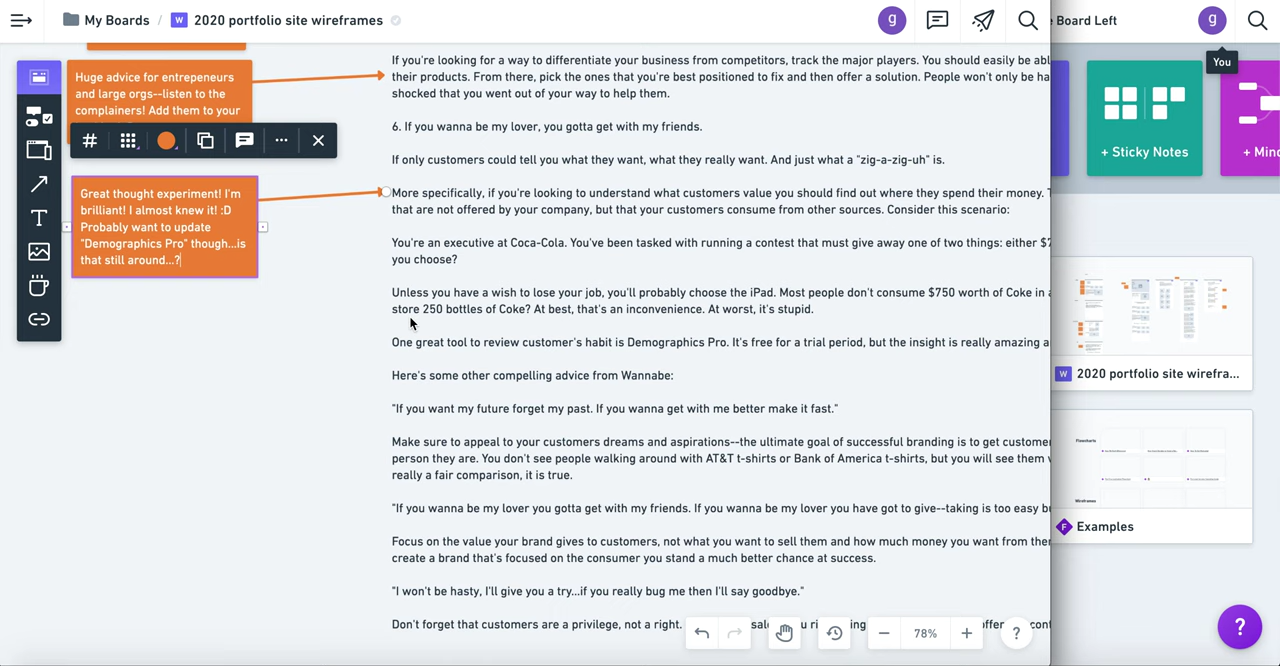 My Boards / W 2020 portfolio site wireframes
g
e Board Left
g
You
Huge advice for entrepeneurs
and large orgs--listen to the
complainers! Add them to your
Great thought experiment! I'm
brilliant! I almost knew it! :D
Probably want to update
"Demographics Pro" though...is
that still around...?
If you're looking for a way to differentiate your business from competitors, track the major players. You should easily be abl
their products. From there, pick the ones that you're best positioned to fix and then offer a solution. People won't only be ha
shocked that you went out of your way to help them.
6. If you wanna be my lover, you gotta get with my friends.
If only customers could tell you what they want, what they really want. And just what a "zig-a-zig-uh" is.
More specifically, if you're looking to understand what customers value you should find out where they spend their money. T
that are not offered by your company, but that your customers consume from other sources. Consider this scenario:
You're an executive at Coca-Cola. You've been tasked with running a contest that must give away one of two things: either $7
you choose?
Unless you have a wish to lose your job, you'll probably choose the iPad. Most people don't consume $750 worth of Coke in a
store 250 bottles of Coke? At best, that's an inconvenience. At worst, it's stupid.
One great tool to review customer's habit is Demographics Pro. It's free for a trial period, but the insight is really amazing a
Here's some other compelling advice from Wannabe:
"If you want my future forget my past. If you wanna get with me better make it fast."
Make sure to appeal to your customers dreams and aspirations--the ultimate goal of successful branding is to get custome
person they are. You don't see people walking around with AT&T t-shirts or Bank of America t-shirts, but you will see them
really a fair comparison, it is true.
"If you wanna be my lover you gotta get with my friends. If you wanna be my lover you have got to give--taking is too easy b
Focus on the value your brand gives to customers, not what you want to sell them and how much money you want from the
create a brand that's focused on the consumer you stand a much better chance at success.
"I won't be hasty, I'll give you a try...if you really bug me then I'll say goodbye."
Don't forget that customers are a privilege, not a right.
78%
?
+ Sticky Notes
+ Mind
W 2020 portfolio site wirefra...
Flowcharts
Wireframes
F Examples
?